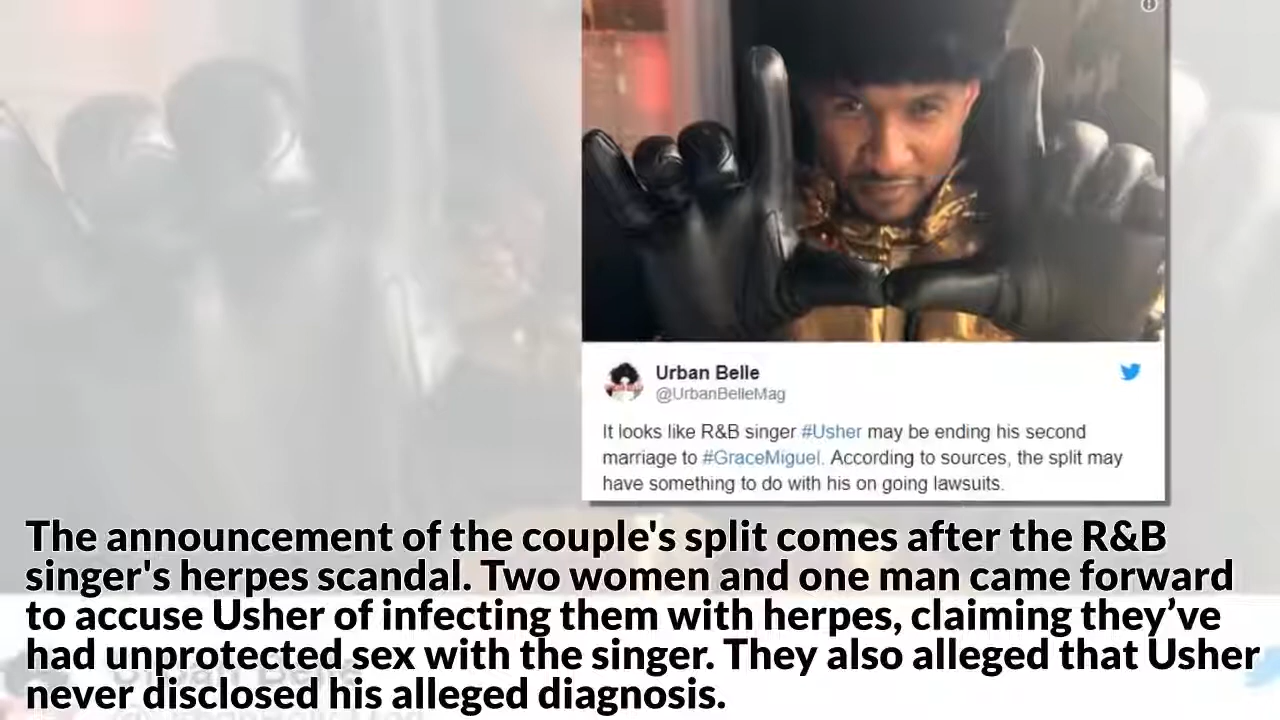 Urban Belle
@UrbanBelleMag
It looks like R&B singer #Usher may be ending his second
marriage to #GraceMiguel. According to sources, the split may
have something to do with his on going lawsuits.
The announcement of the couple's split comes after the R&B
singer's herpes scandal. Two women and one man came forward
to accuse Usher of infecting them with herpes, claiming they’ve
had unprotected sex with the singer. They also alleged that Usher
never disclosed his alleged diagnosis.